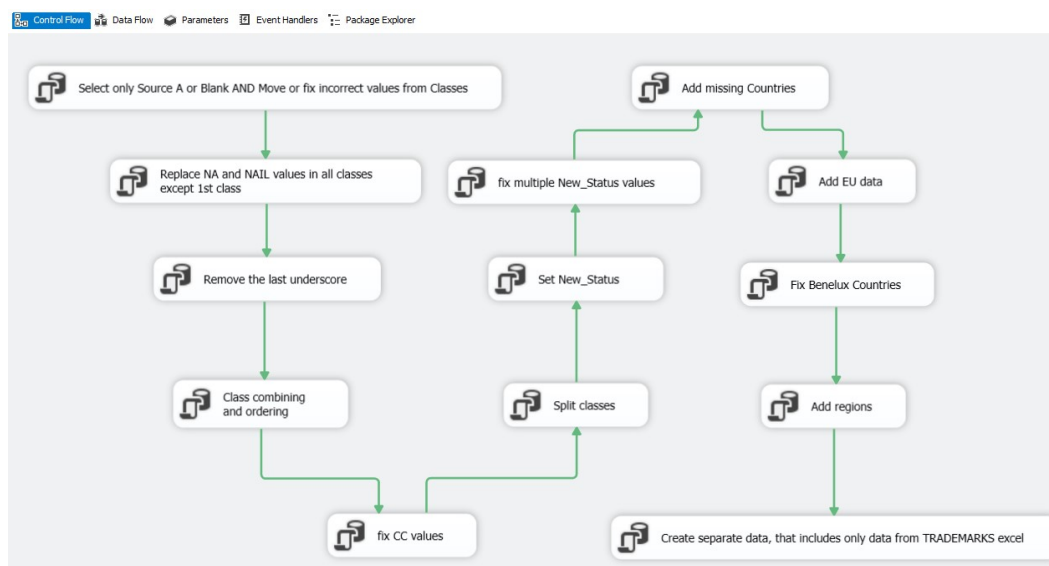 Control Flow
Data Flow
Parameters
Event Handlers
Package Explorer
Select only Source A or Blank AND Move or fix incorrect values from Classes
Replace NA and NAIL values in all classes
except 1st class
Remove the last underscore
Class combining
and ordering
fix CC values
Split classes
Set New_Status
fix multiple New_Status values
Add missing Countries
Add EU data
Fix Benelux Countries
Add regions
Create separate data, that includes only data from TRADEMARKS excel